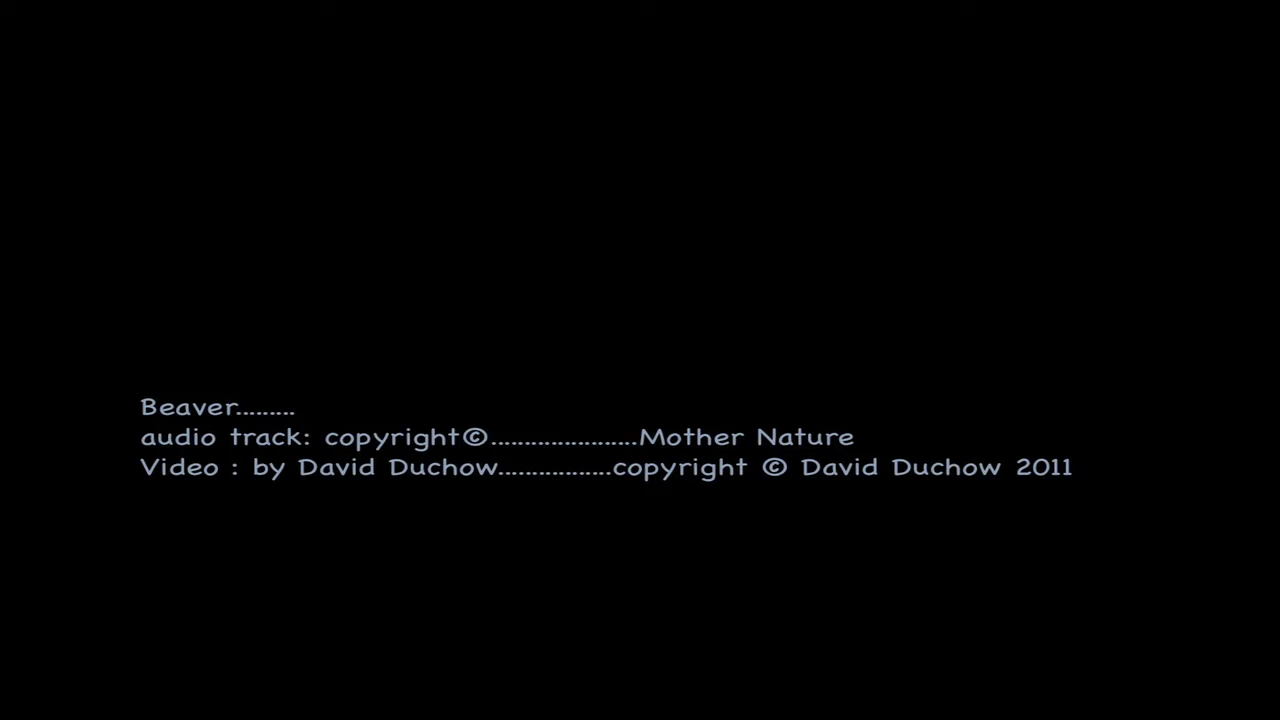 Beaver.........
audio track: copyright©......................Mother Nature
Video : by David Duchow.................copyright © David Duchow 2011